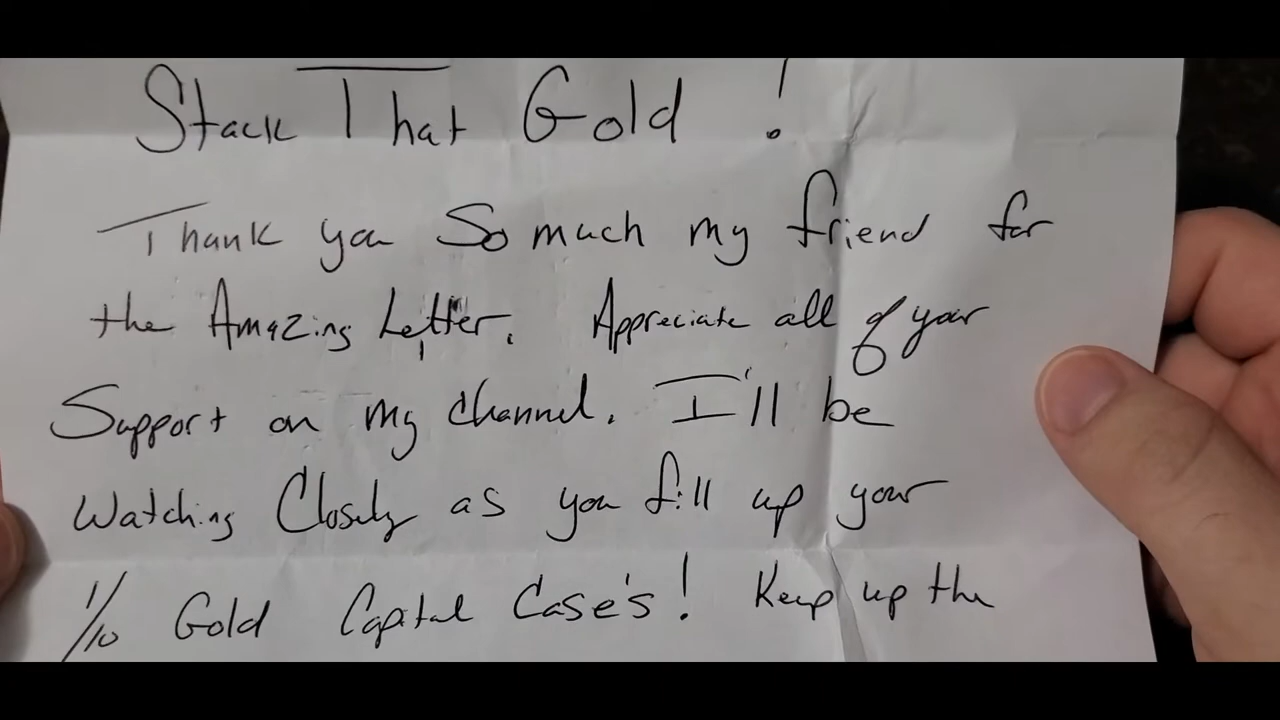 Stack That Gold !
Thank you So much my friend for
the Amazing Letter. Appreciate all of your
Support on my channel. I'll be
Watching Closely as you fill up your
1/10 Gold Capital Case's! Keep up the